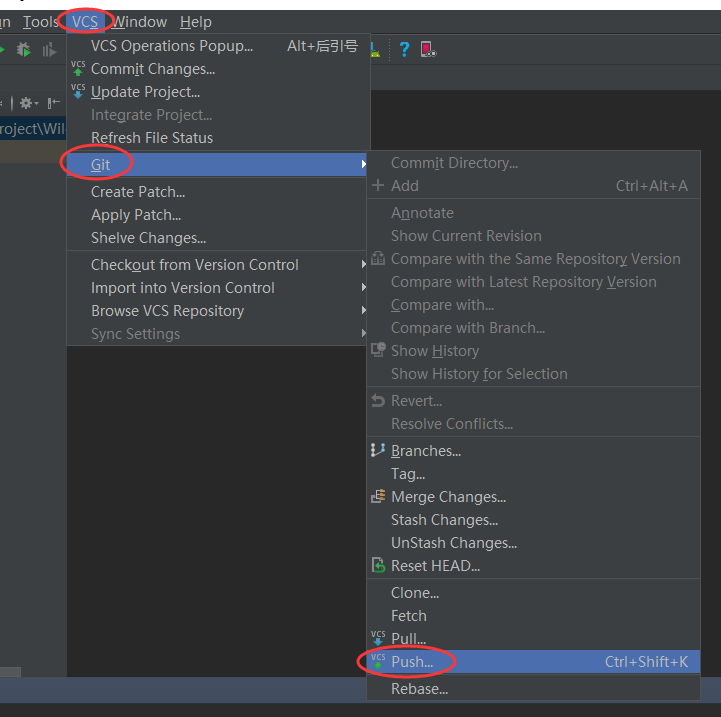 Tools VCS Window Help
VCS Operations Popup... Alt+后引号
VCS Commit Changes...
VCS Update Project...
Integrate Project...
Refresh File Status
Git
Create Patch...
Apply Patch...
Shelve Changes...
Checkout from Version Control
Import into Version Control
Browse VCS Repository
Sync Settings
roject\Wil
Commit Directory...
Add Ctrl+Alt+A
Annotate
Show Current Revision
Compare with the Same Repository Version
Compare with Latest Repository Version
Compare with...
Compare with Branch...
Show History
Show History for Selection
Revert...
Resolve Conflicts...
Branches...
Tag...
Merge Changes...
Stash Changes...
UnStash Changes...
Reset HEAD...
Clone...
Fetch
VCS Pull...
VCS Push... Ctrl+Shift+K
Rebase...